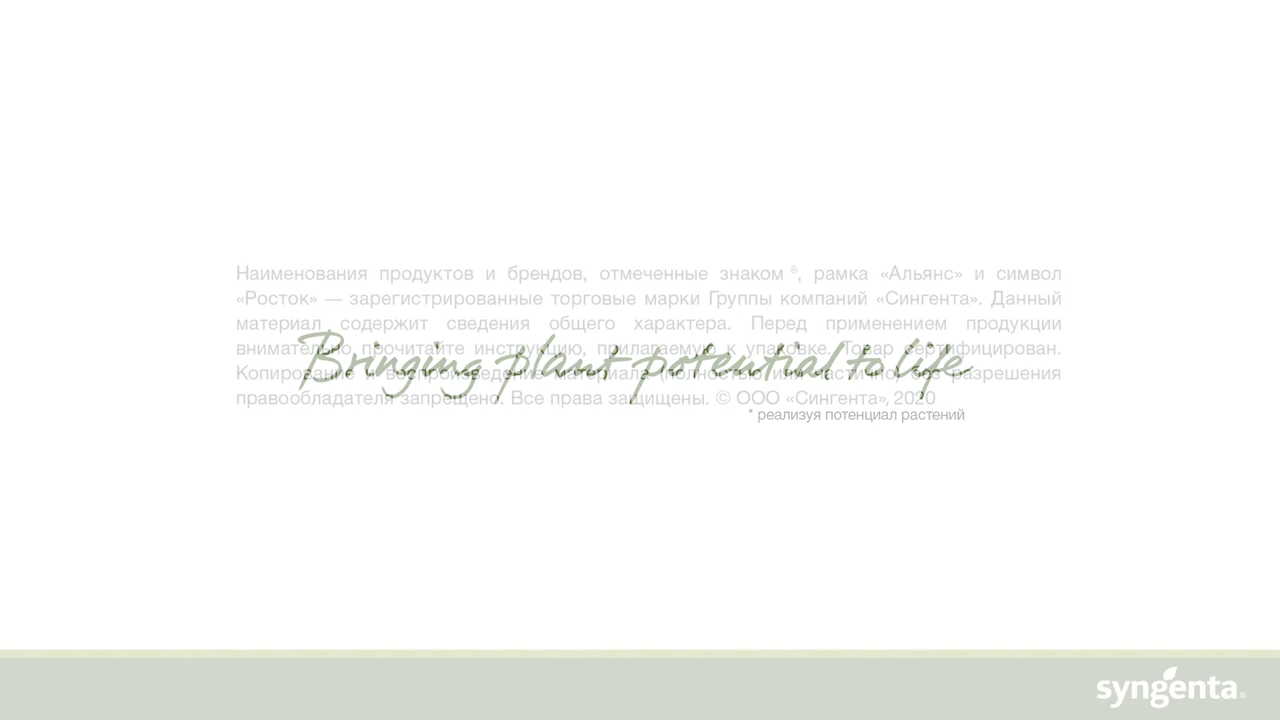 Наименования продуктов и брендов, отмеченные знаком ®, рамка «Альянс» и символ
«Росток» — зарегистрированные торговые марки Группы компаний «Сингента». Данный
материал содержит сведения общего характера. Перед применением продукции
внимательно прочитайте инструкцию, прилагаемую к упаковке. Товар сертифицирован.
Bringing plant potential to life
Копирование и воспроизведение материала (полностью или частично) без разрешения
правообладателя запрещено. Все права защищены. © ООО «Сингента», 2020
* реализуя потенциал растений
syngenta®